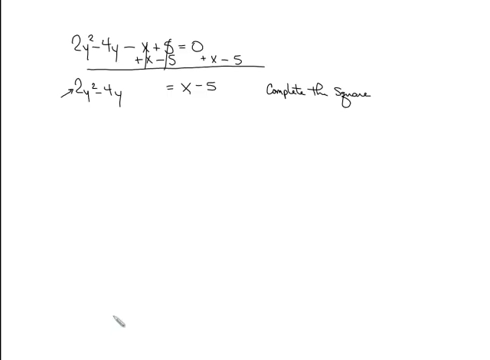 2y² - 4y - x + 5 = 0
+ x - 5 + x - 5
2y² - 4y = x - 5 Complete the Square